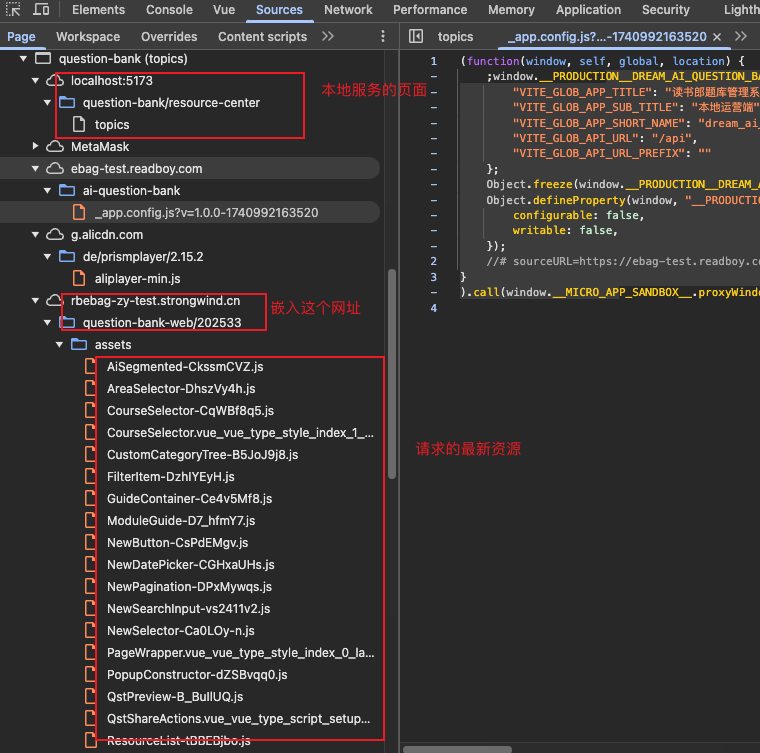 Elements Console Vue Sources Network Performance Memory Application Security Lighth
Page Workspace Overrides Content scripts
topics
_app.config.js?...-1740992163520
question-bank (topics)
localhost:5173
question-bank/resource-center
topics
MetaMask
ebag-test.readboy.com
ai-question-bank
_app.config.js?v=1.0.0-1740992163520
g.alicdn.com
de/prismplayer/2.15.2
aliplayer-min.js
rbebag-zy-test.strongwind.cn
question-bank-web/202533
assets
AiSegmented-CkssmCVZ.js
AreaSelector-DhszVy4h.js
CourseSelector-CqWBf8q5.js
CourseSelector.vue_vue_type_style_index_1_...
CustomCategoryTree-B5JoJ9j8.js
FilterItem-DzhIYEyH.js
GuideContainer-Ce4v5Mf8.js
ModuleGuide-D7_hfmY7.js
NewButton-CsPdEMgv.js
NewDatePicker-CGHxaUHs.js
NewPagination-DPxMywqs.js
NewSearchInput-vs2411v2.js
NewSelector-Ca0LOy-n.js
PageWrapper.vue_vue_type_style_index_0_la...
PopupConstructor-dZSBvqq0.js
QstPreview-B_BullUQ.js
QstShareActions.vue_vue_type_script_setup...
ResourceList-tBBEBjbo.js
本地服务的页面
嵌入这个网址
请求的最新资源
1 (function(window, self, global, location) {
- ;window.__PRODUCTION__DREAM_AI_QUESTION_BA
- "VITE_GLOB_APP_TITLE": "读书郎题库管理系
- "VITE_GLOB_APP_SUB_TITLE": "本地运营端"
- "VITE_GLOB_APP_SHORT_NAME": "dream_ai_
- "VITE_GLOB_API_URL": "/api",
- "VITE_GLOB_API_URL_PREFIX": ""
- };
- Object.freeze(window.__PRODUCTION__DREAM_A
- Object.defineProperty(window, "__PRODUCTIO
- configurable: false,
- writable: false,
- });
2 //# sourceURL=https://ebag-test.readboy.co
3 }
- ).call(window.__MICRO_APP_SANDBOX__.proxyWindo
4